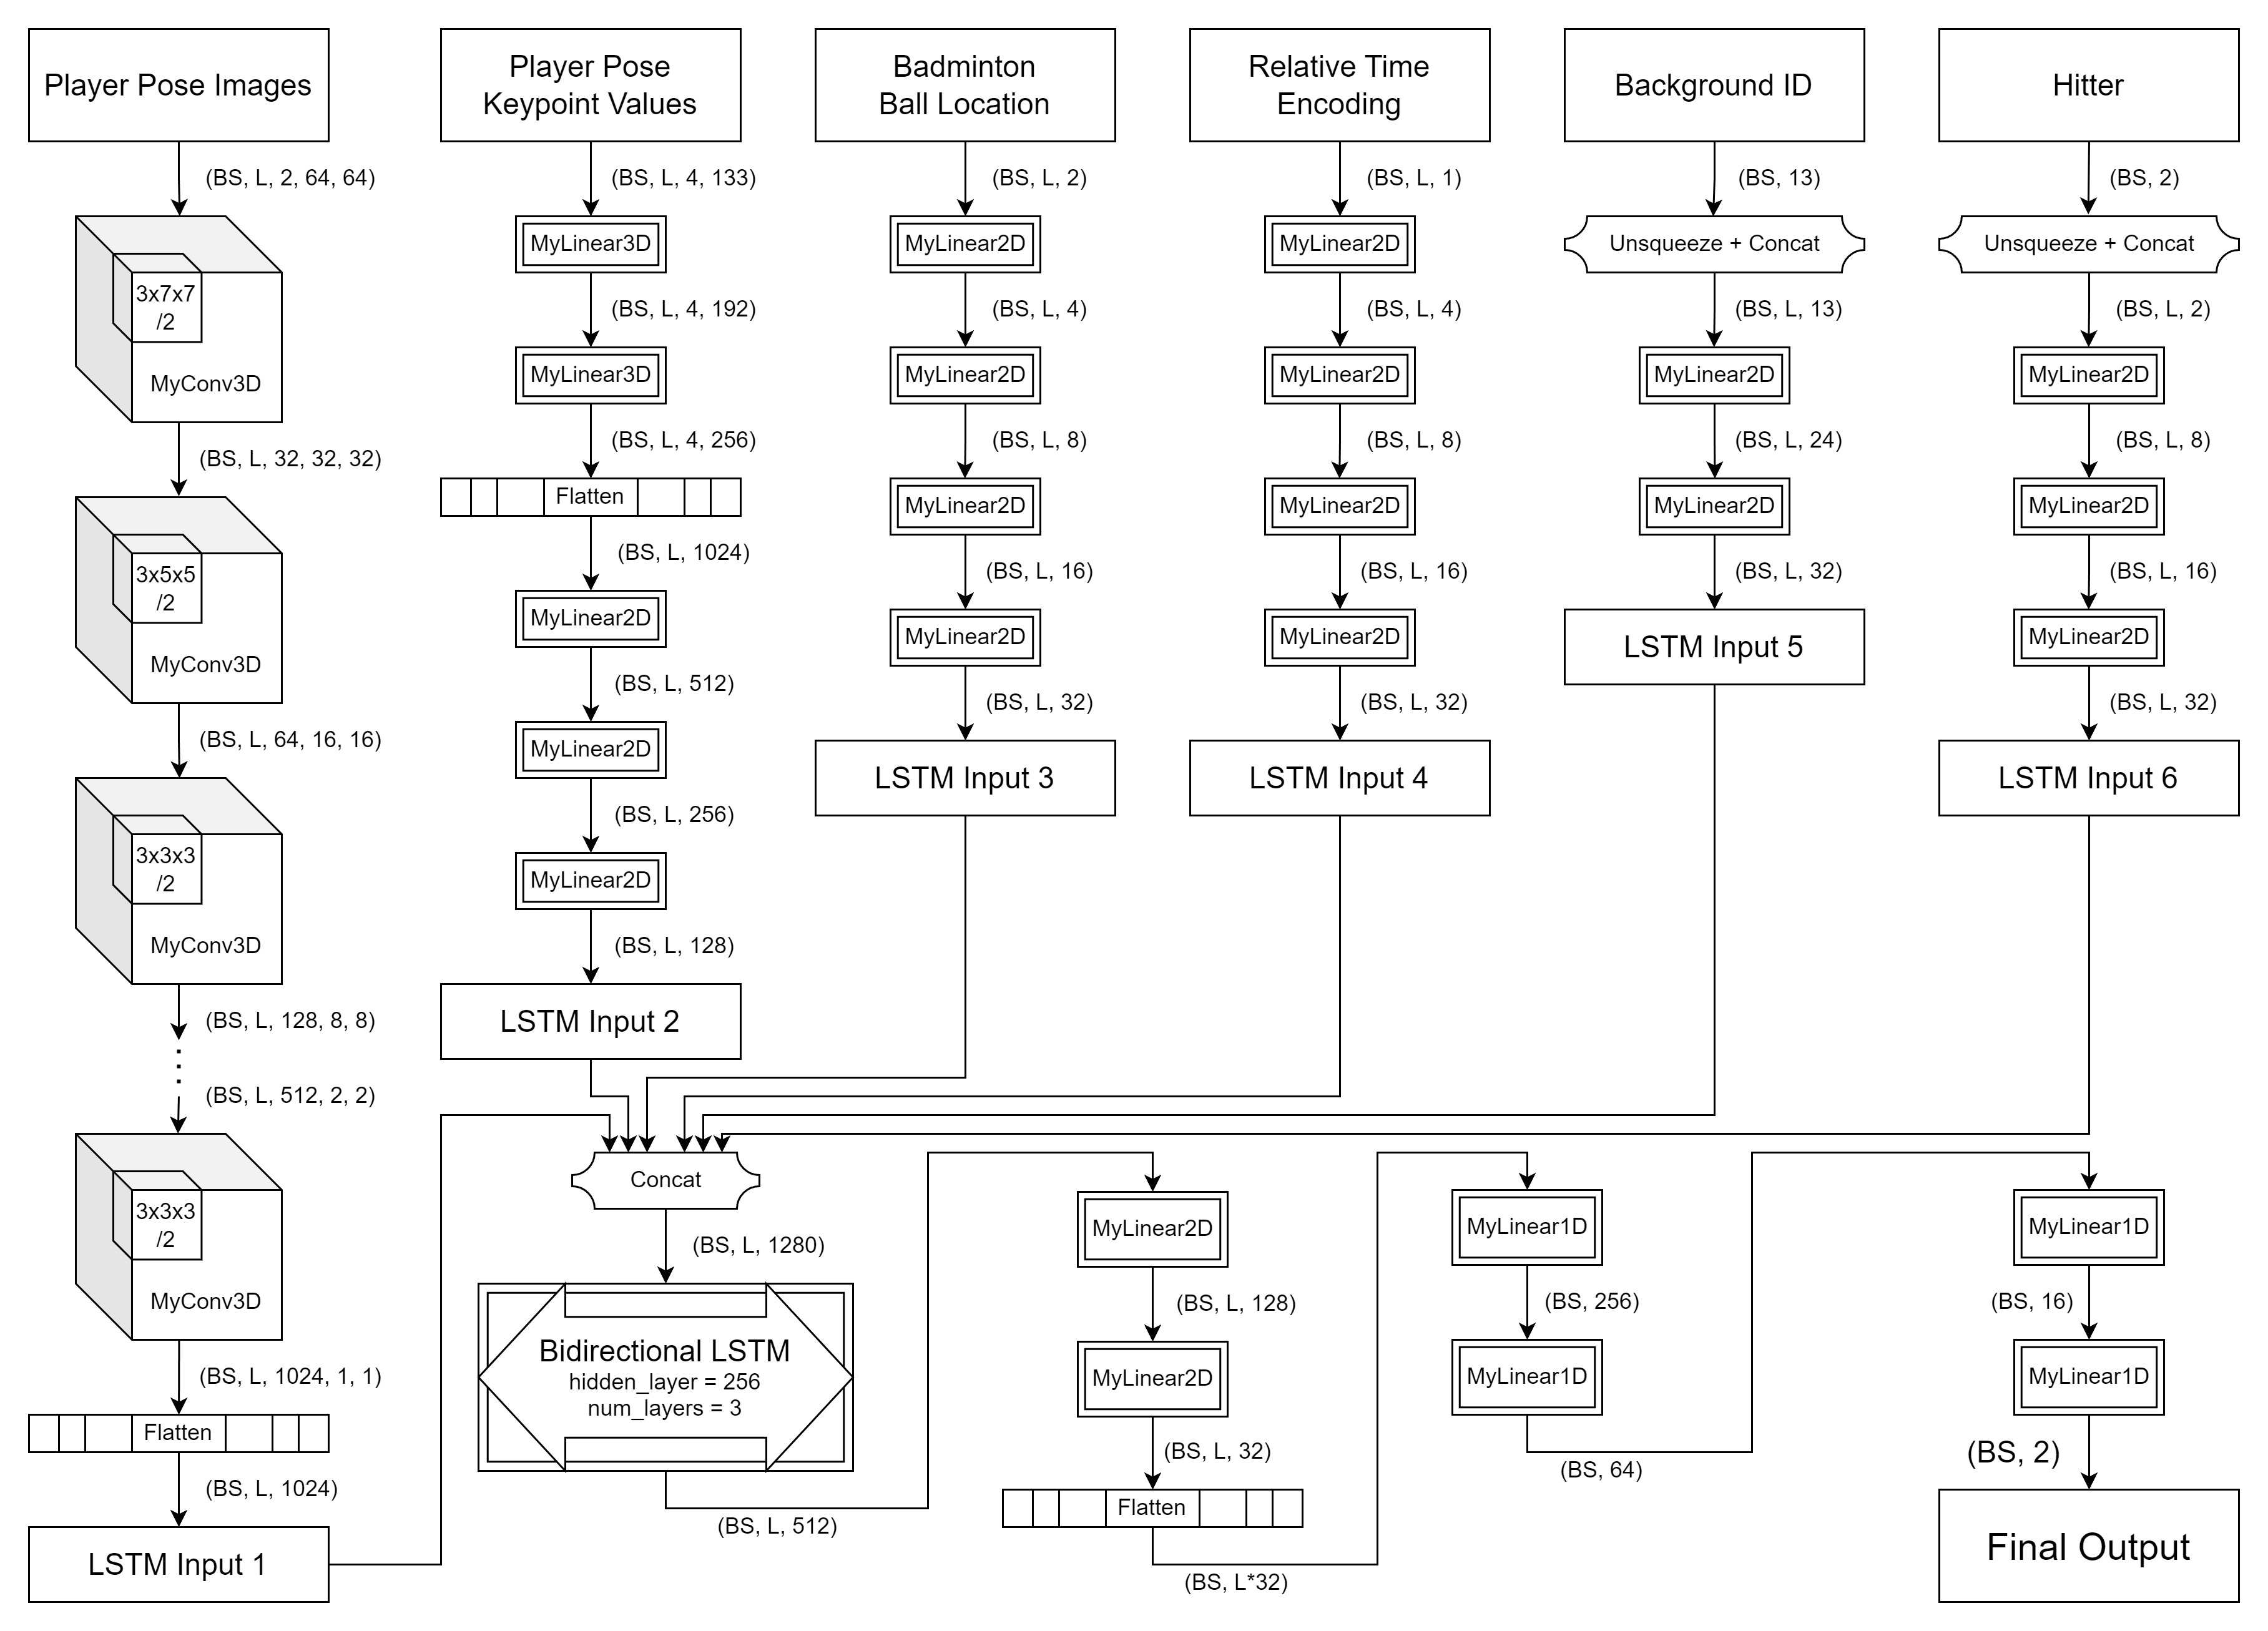 Player Pose Images
(BS, L, 2, 64, 64)
3x7x7
/2
MyConv3D
(BS, L, 32, 32, 32)
3x5x5
/2
MyConv3D
(BS, L, 64, 16, 16)
3x3x3
/2
MyConv3D
(BS, L, 128, 8, 8)
(BS, L, 512, 2, 2)
3x3x3
/2
MyConv3D
(BS, L, 1024, 1, 1)
Flatten
(BS, L, 1024)
LSTM Input 1
Player Pose
Keypoint Values
(BS, L, 4, 133)
MyLinear3D
(BS, L, 4, 192)
MyLinear3D
(BS, L, 4, 256)
Flatten
(BS, L, 1024)
MyLinear2D
(BS, L, 512)
MyLinear2D
(BS, L, 256)
MyLinear2D
(BS, L, 128)
LSTM Input 2
Badminton
Ball Location
(BS, L, 2)
MyLinear2D
(BS, L, 4)
MyLinear2D
(BS, L, 8)
MyLinear2D
(BS, L, 16)
MyLinear2D
(BS, L, 32)
LSTM Input 3
Relative Time
Encoding
(BS, L, 1)
MyLinear2D
(BS, L, 4)
MyLinear2D
(BS, L, 8)
MyLinear2D
(BS, L, 16)
MyLinear2D
(BS, L, 32)
LSTM Input 4
Background ID
(BS, 13)
Unsqueeze + Concat
(BS, L, 13)
MyLinear2D
(BS, L, 24)
MyLinear2D
(BS, L, 32)
LSTM Input 5
Hitter
(BS, 2)
Unsqueeze + Concat
(BS, L, 2)
MyLinear2D
(BS, L, 8)
MyLinear2D
(BS, L, 16)
MyLinear2D
(BS, L, 32)
LSTM Input 6
Concat
(BS, L, 1280)
Bidirectional LSTM
hidden_layer = 256
num_layers = 3
(BS, L, 512)
MyLinear2D
(BS, L, 128)
MyLinear2D
(BS, L, 32)
Flatten
(BS, L*32)
MyLinear1D
(BS, 256)
MyLinear1D
(BS, 64)
MyLinear1D
(BS, 16)
MyLinear1D
(BS, 2)
Final Output